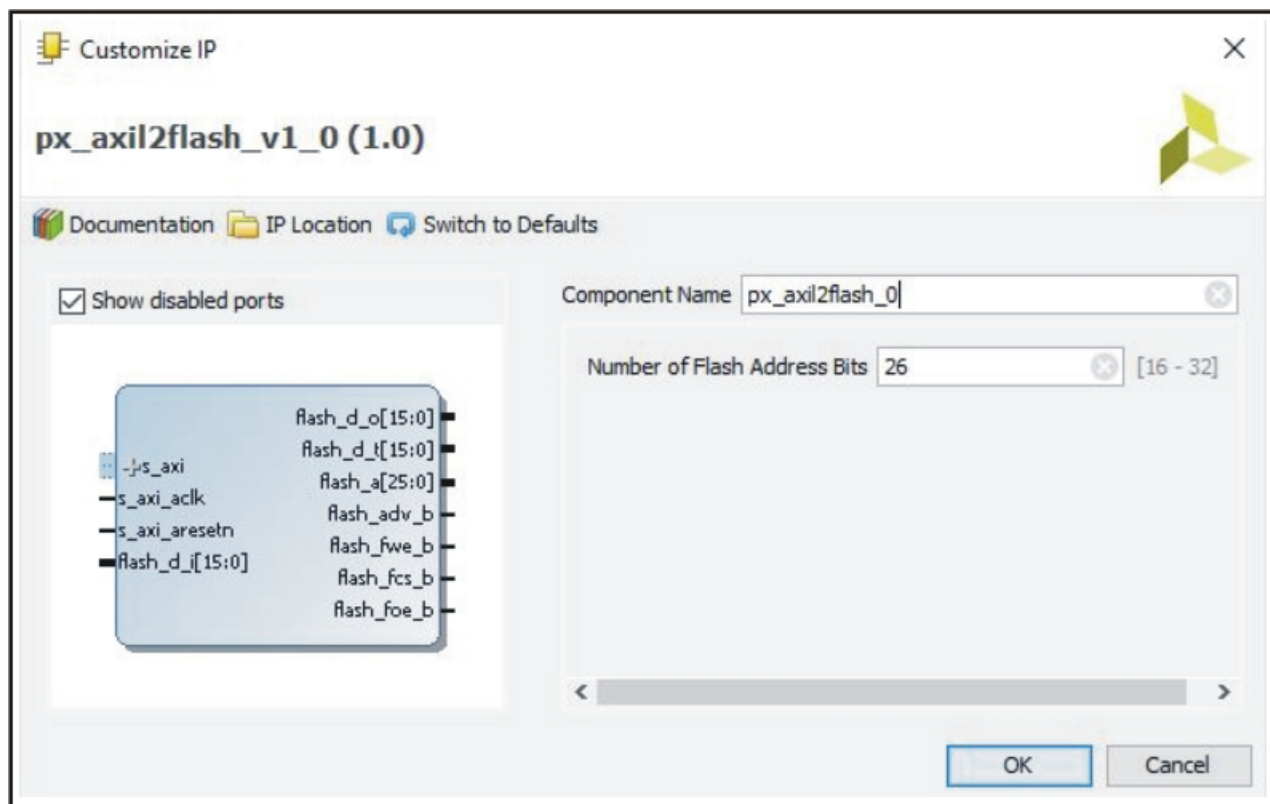 Customize IP
px_axil2flash_v1_0 (1.0)
Documentation IP Location Switch to Defaults
Show disabled ports
s_axi
s_axi_aclk
s_axi_aresetn
flash_d_i[15:0]
flash_d_o[15:0]
flash_d_t[15:0]
flash_a[25:0]
flash_adv_b
flash_fwe_b
flash_fcs_b
flash_foe_b
Component Name px_axil2flash_0
Number of Flash Address Bits 26 [16 - 32]
OK Cancel